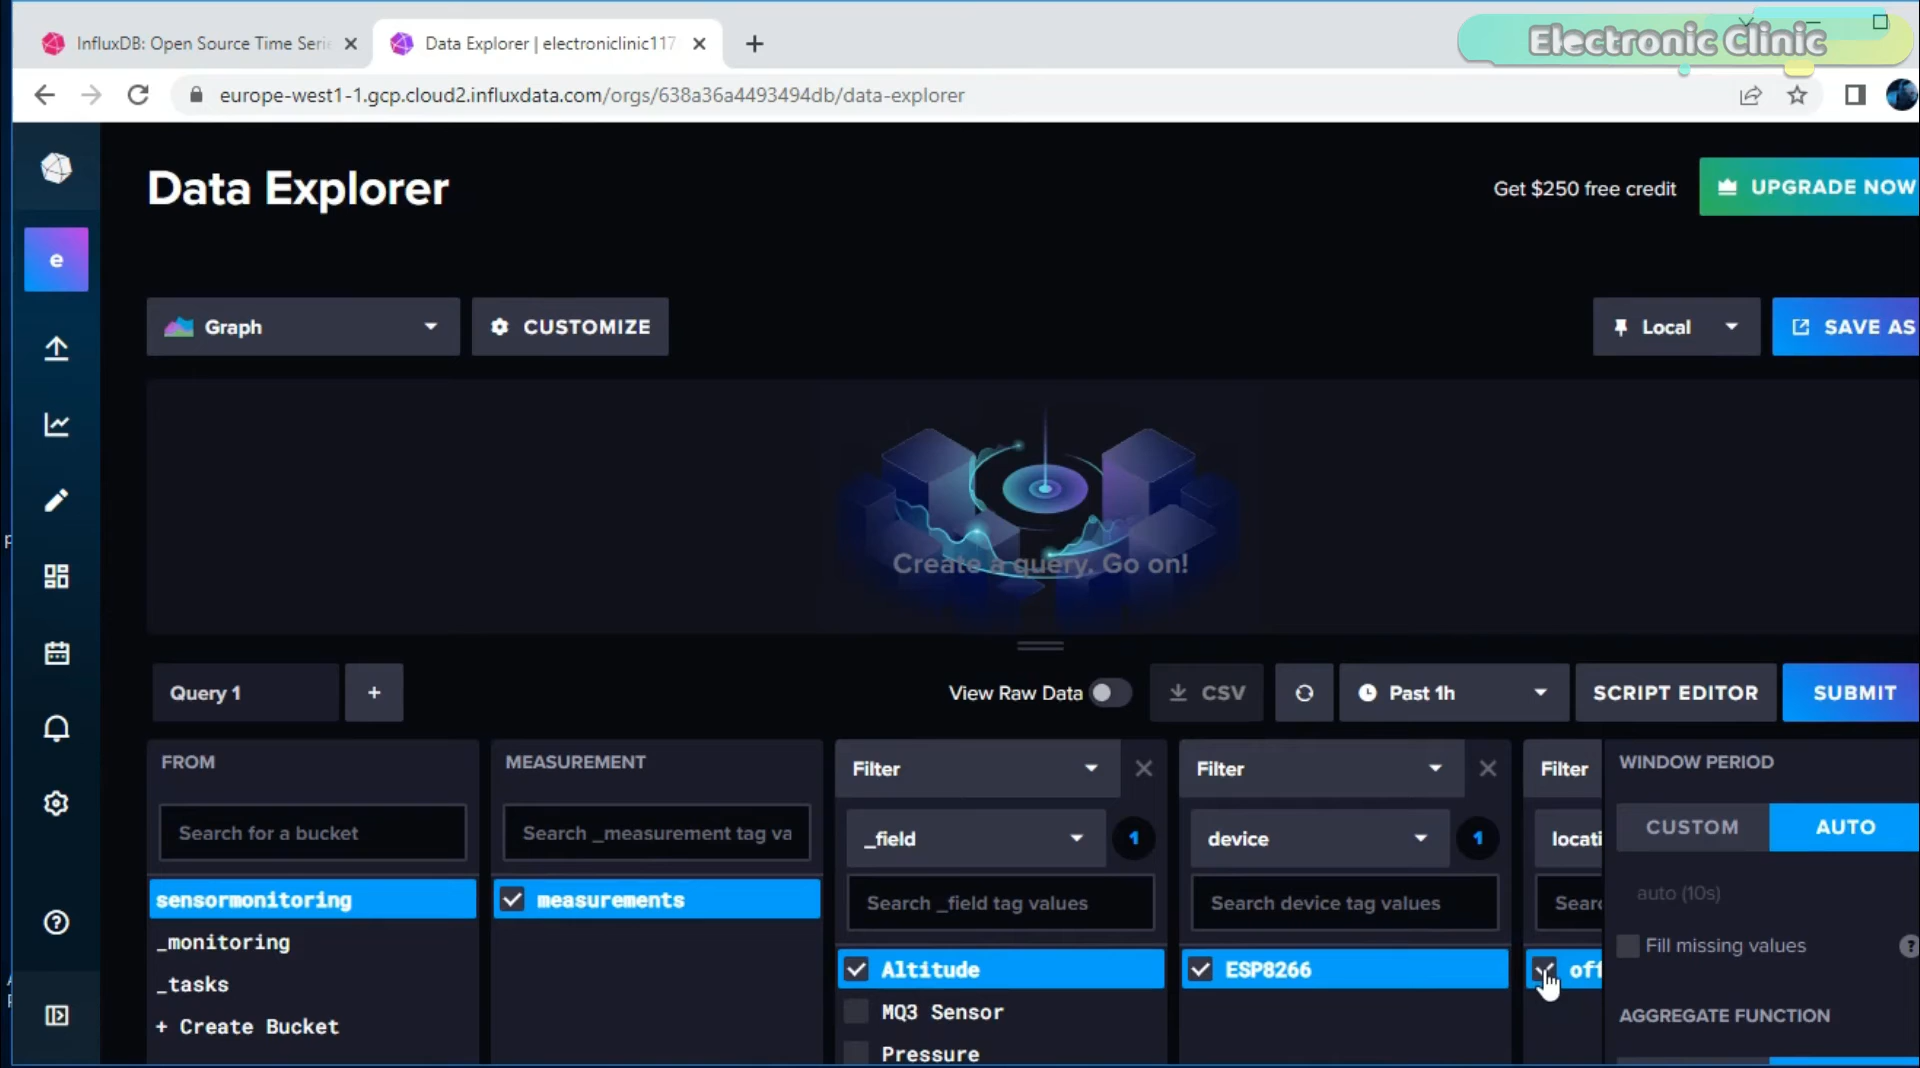 InfluxDB: Open Source Time Seri
Data Explorer | electroniclinic117
Electronic Clinic
europe-west1-1.gcp.cloud2.influxdata.com/orgs/638a36a4493494db/data-explorer
Data Explorer
Get $250 free credit
UPGRADE NOW
e
Graph
CUSTOMIZE
Local
SAVE AS
Create a query. Go on!
Query 1
+
View Raw Data
CSV
Past 1h
SCRIPT EDITOR
SUBMIT
FROM
Search for a bucket
sensormonitoring
_monitoring
_tasks
+ Create Bucket
MEASUREMENT
Search _measurement tag va
measurements
Filter
_field
1
Search _field tag values
Altitude
MQ3 Sensor
Pressure
Filter
device
1
Search device tag values
ESP8266
Filter
locati
Sear
off
WINDOW PERIOD
CUSTOM
AUTO
auto (10s)
Fill missing values
?
AGGREGATE FUNCTION